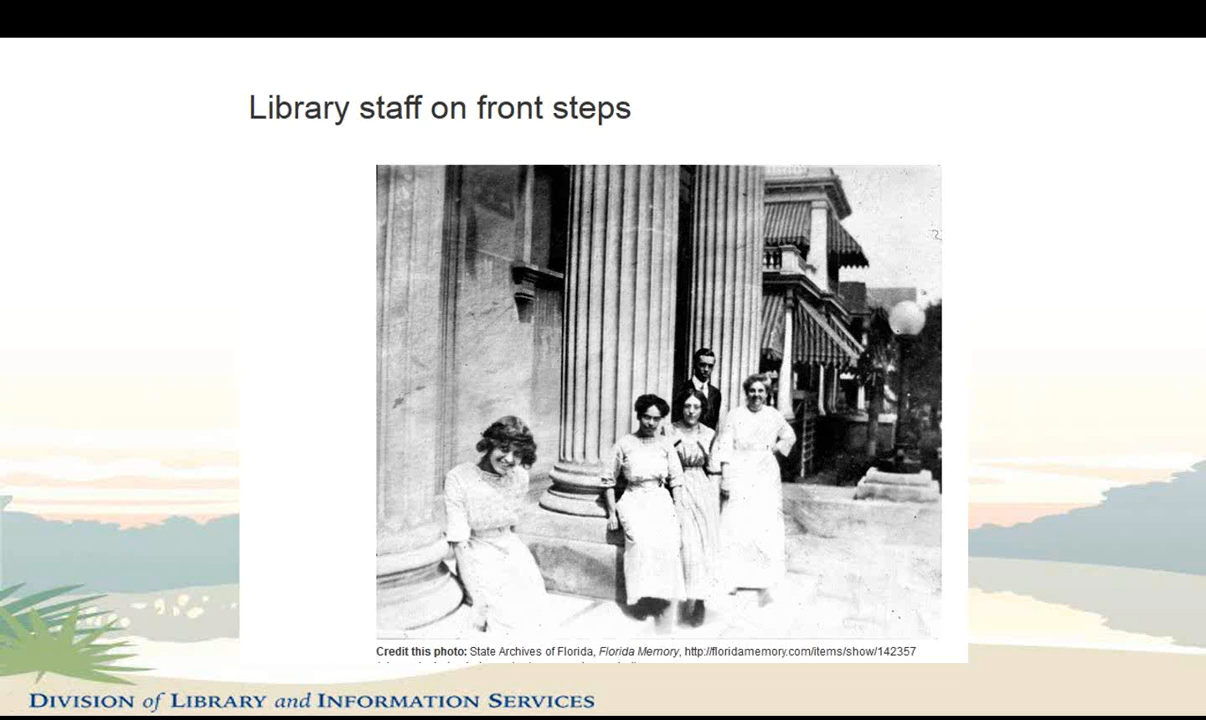 Library staff on front steps
Credit this photo: State Archives of Florida, Florida Memory, http://floridamemory.com/items/show/142357
DIVISION of LIBRARY and INFORMATION SERVICES